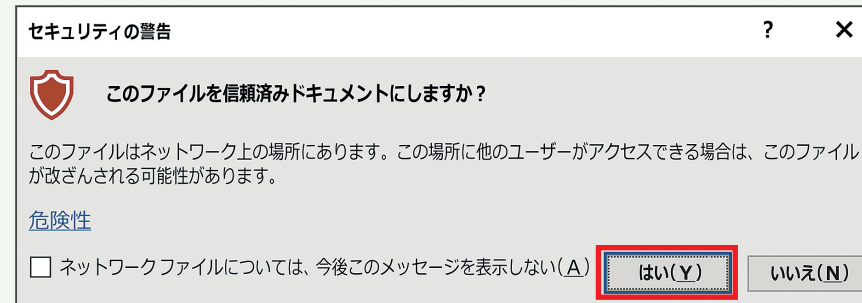 セキュリティの警告 ? ×
このファイルを信頼済みドキュメントにしますか?
このファイルはネットワーク上の場所にあります。この場所に他のユーザーがアクセスできる場合は、このファイル
が改ざんされる可能性があります。
危険性
ネットワーク ファイルについては、今後このメッセージを表示しない(A) はい(Y) いいえ(N)